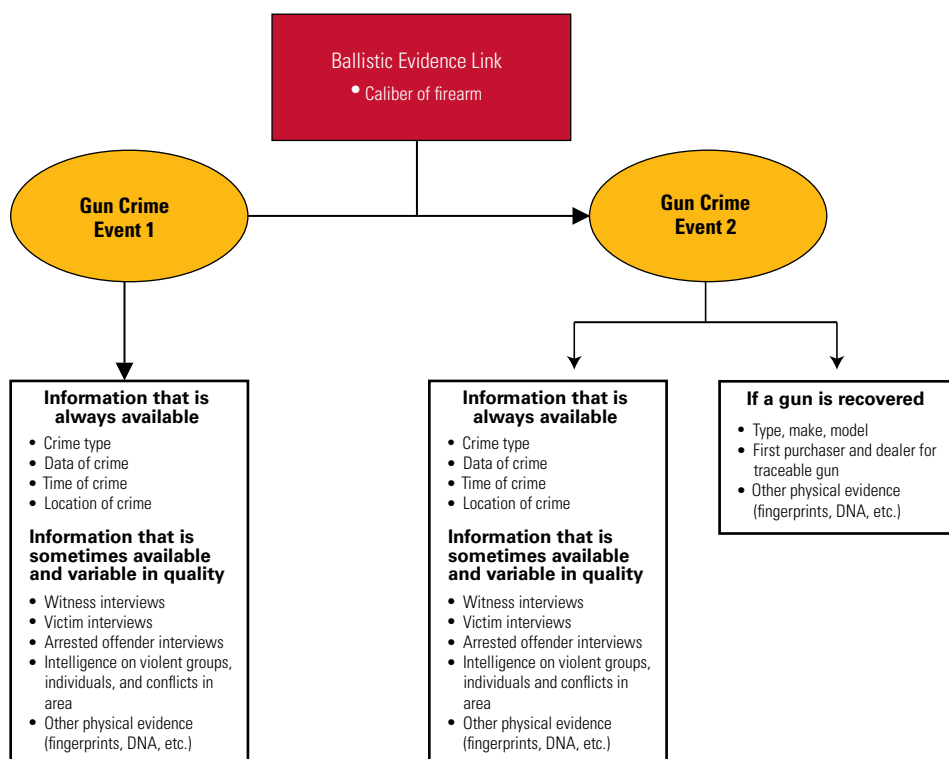 Ballistic Evidence Link
• Caliber of firearm
Gun Crime
Event 1
Gun Crime
Event 2
Information that is
always available
• Crime type
• Data of crime
• Time of crime
• Location of crime
Information that is
sometimes available
and variable in quality
• Witness interviews
• Victim interviews
• Arrested offender interviews
• Intelligence on violent groups,
individuals, and conflicts in
area
• Other physical evidence
(fingerprints, DNA, etc.)
Information that is
always available
• Crime type
• Data of crime
• Time of crime
• Location of crime
Information that is
sometimes available
and variable in quality
• Witness interviews
• Victim interviews
• Arrested offender interviews
• Intelligence on violent groups,
individuals and conflicts in
area
• Other physical evidence
(fingerprints, DNA, etc.)
If a gun is recovered
• Type, make, model
• First purchaser and dealer for
traceable gun
• Other physical evidence
(fingerprints, DNA, etc.)